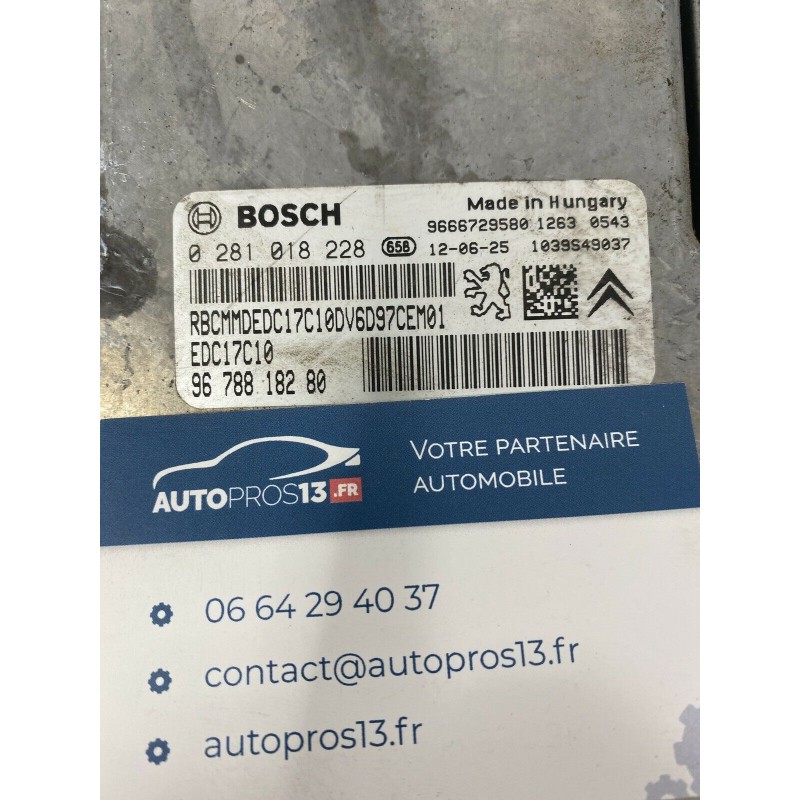 BOSCH
Made in Hungary
9666729580 1263 0543
0 281 018 228 656 12-06-25 1039S49037
RBCMMDEDC17C10DV6D97CEM01
EDC17C10
96 788 182 80
AUTOPROS13.FR
VOTRE PARTENAIRE
AUTOMOBILE
06 64 29 40 37
contact@autopros13.fr
autopros13.fr